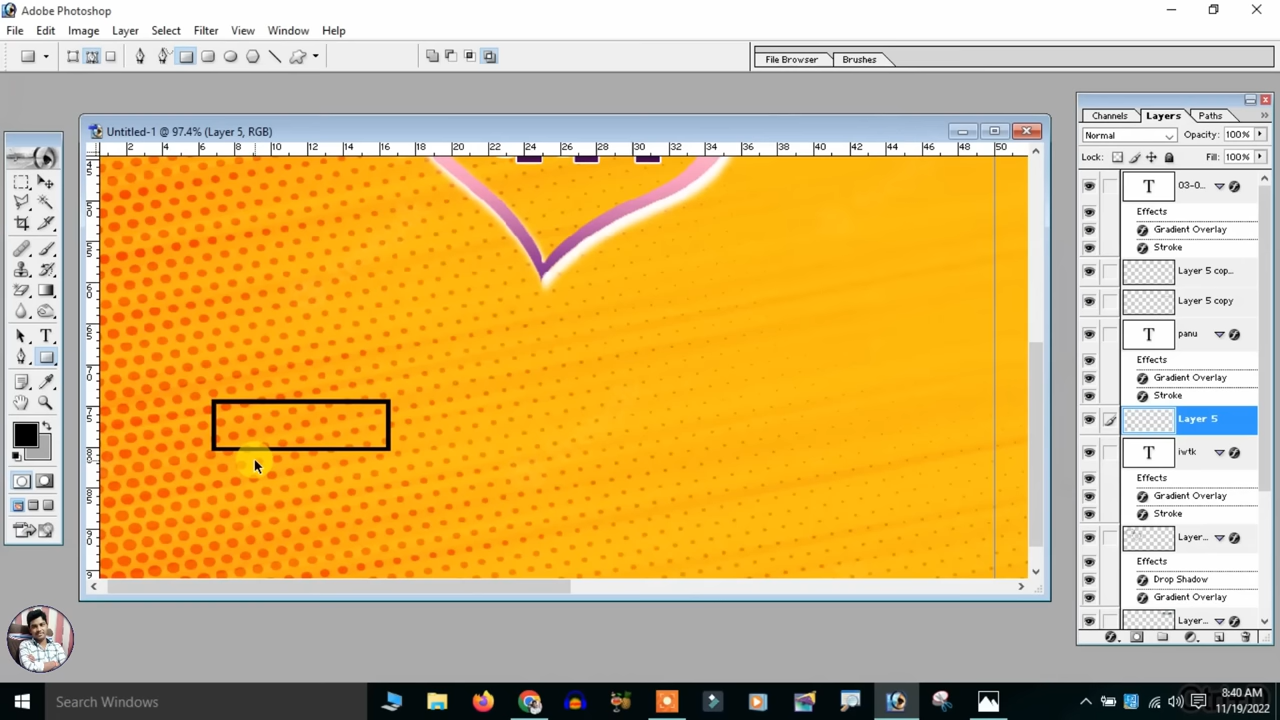 Adobe Photoshop
File Edit Image Layer Select Filter View Window Help
File Browser Brushes
Untitled-1 @ 97.4% (Layer 5, RGB)
2 4 6 8 10 12 14 16 18 20 22 24 26 28 30 32 34 36 38 40 42 44 46 48 50
Channels Layers Paths
Normal Opacity: 100%
Lock: Fill: 100%
T 03-0...
Effects
Gradient Overlay
Stroke
Layer 5 cop...
Layer 5 copy
T panu
Effects
Gradient Overlay
Stroke
Layer 5
T iwtk
Effects
Gradient Overlay
Stroke
Layer...
Effects
Drop Shadow
Gradient Overlay
Layer...
Search Windows
8:40 AM
11/19/2022